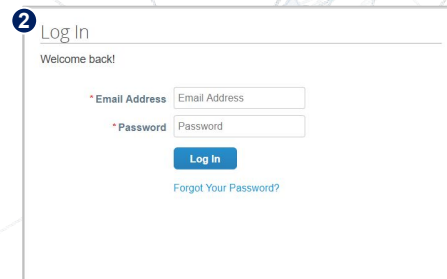 2
Log In
Welcome back!
*Email Address Email Address
*Password Password
Log In
Forgot Your Password?